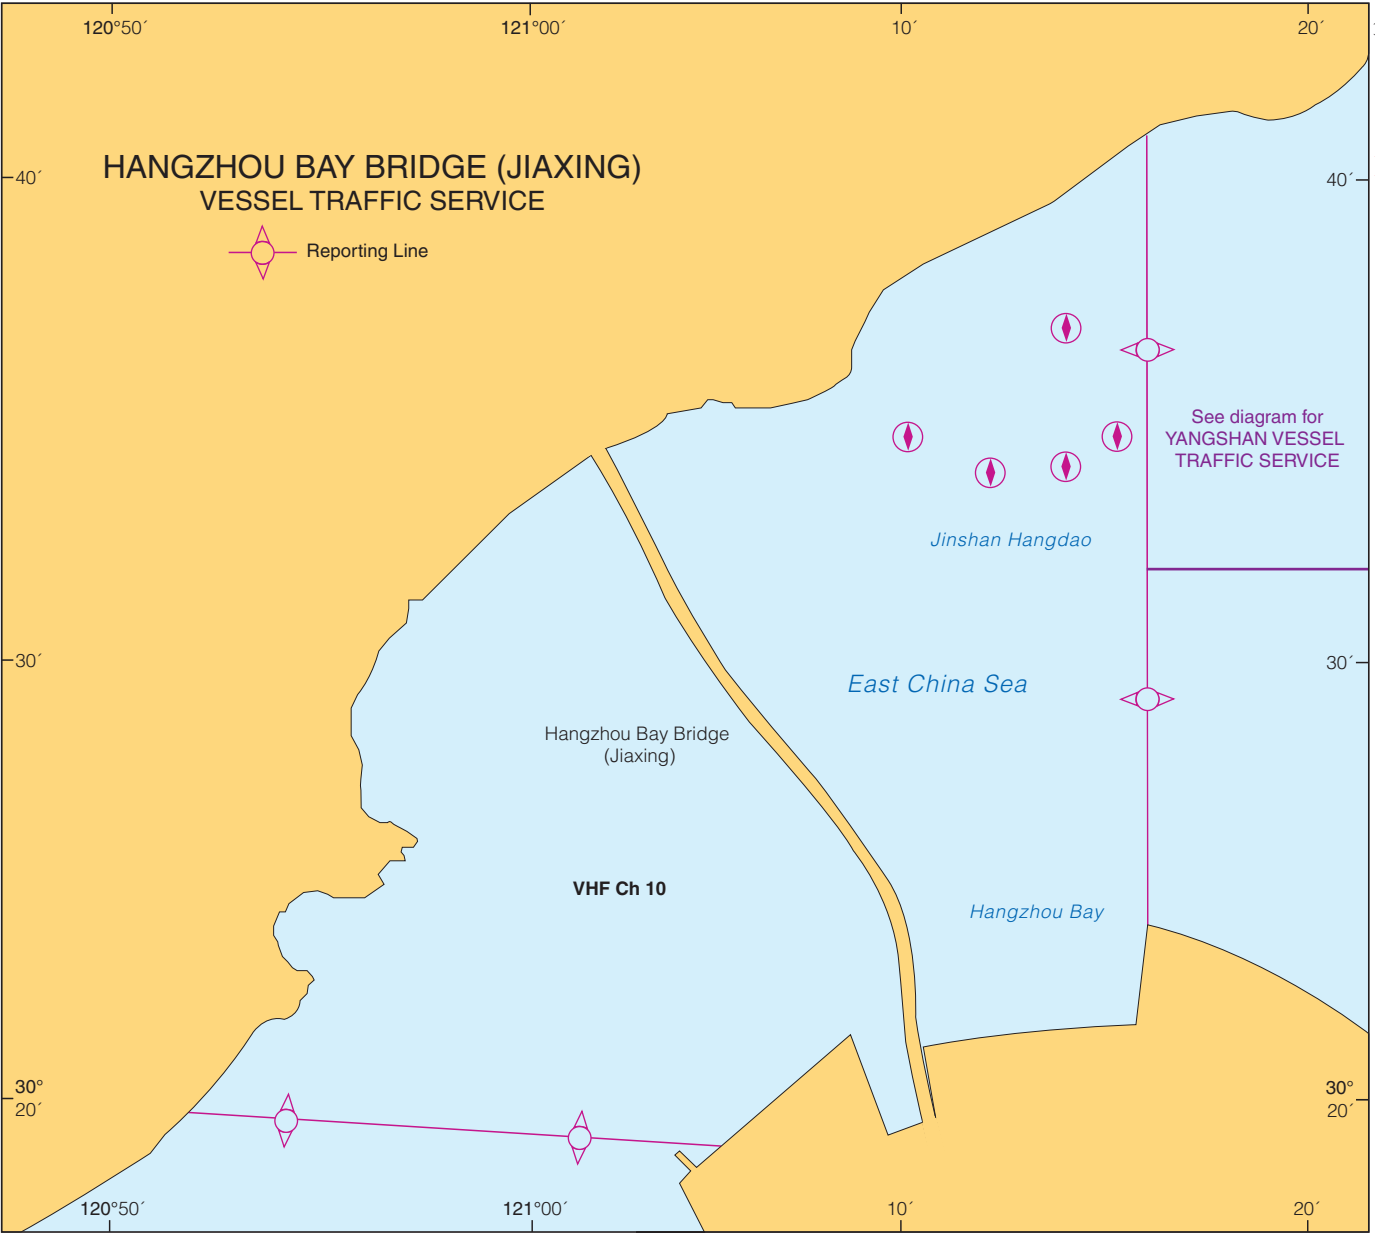 120°50´ 121°00´ 10´ 20´
HANGZHOU BAY BRIDGE (JIAXING)
VESSEL TRAFFIC SERVICE
40´ 40´
Reporting Line
See diagram for
YANGSHAN VESSEL
TRAFFIC SERVICE
Jinshan Hangdao
30´ 30´
East China Sea
Hangzhou Bay Bridge
(Jiaxing)
VHF Ch 10
Hangzhou Bay
30° 30°
20´ 20´
120°50´ 121°00´ 10´ 20´